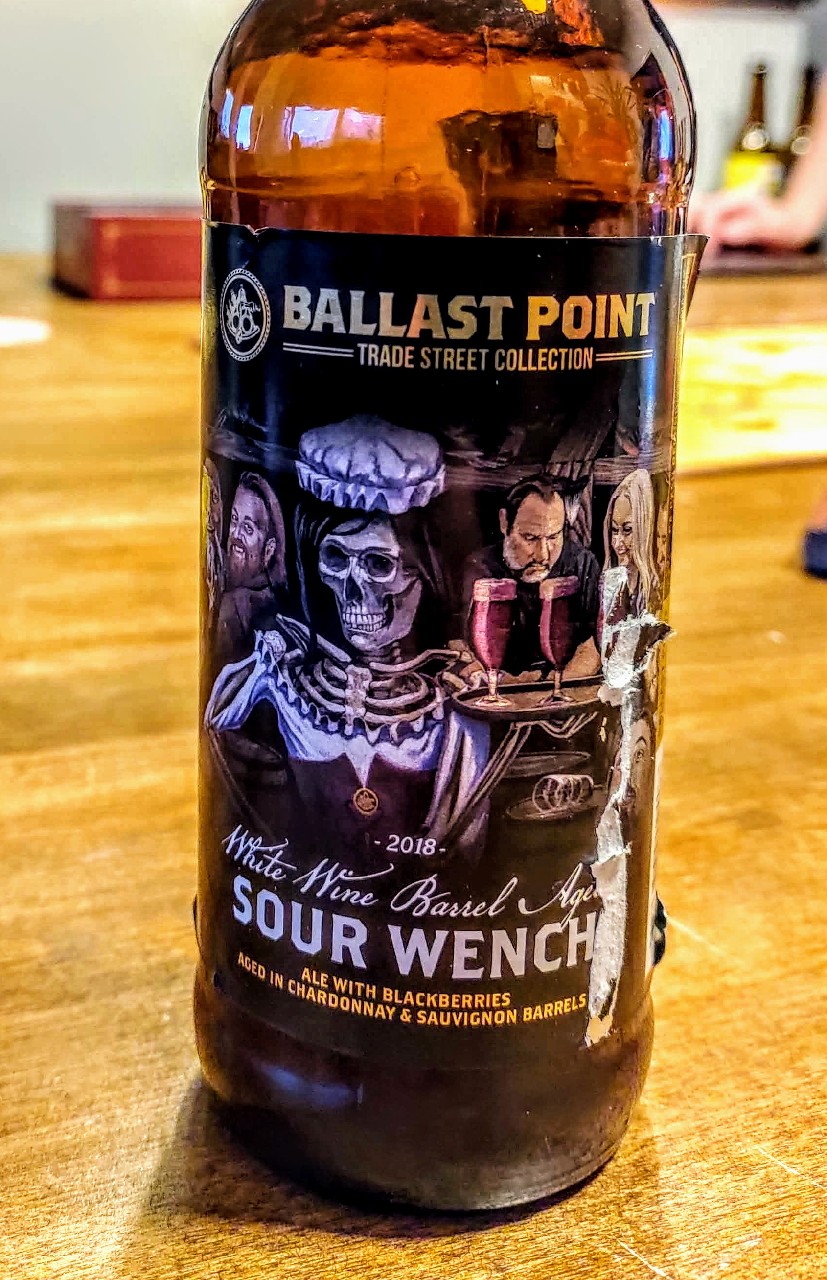 BALLAST POINT
TRADE STREET COLLECTION
- 2018 -
White Wine Barrel Aged
SOUR WENCH
ALE WITH BLACKBERRIES
AGED IN CHARDONNAY & SAUVIGNON BARRELS